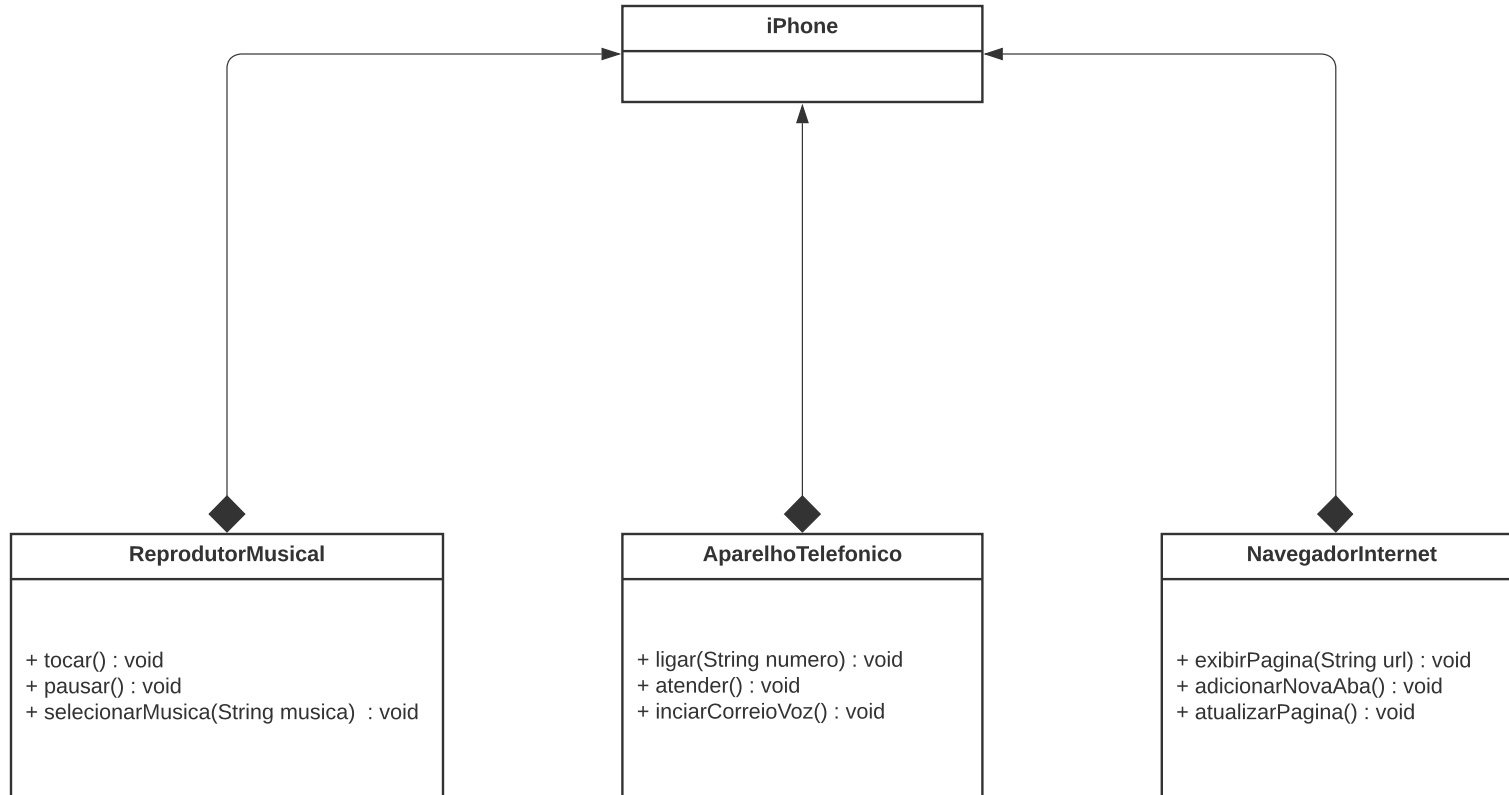 iPhone
ReprodutorMusical
+ tocar() : void
+ pausar() : void
+ selecionarMusica(String musica)  : void
AparelhoTelefonico
+ ligar(String numero) : void
+ atender() : void
+ inciarCorreioVoz() : void
NavegadorInternet
+ exibirPagina(String url) : void
+ adicionarNovaAba() : void
+ atualizarPagina() : void